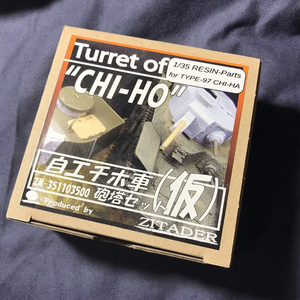 Turret of
1/35 RESIN-Parts
for TYPE-97 CHI-HA
"CHI-HO"
自工チホ車(仮)
ZM-351103500 砲塔セット
Produced by
ZITADER